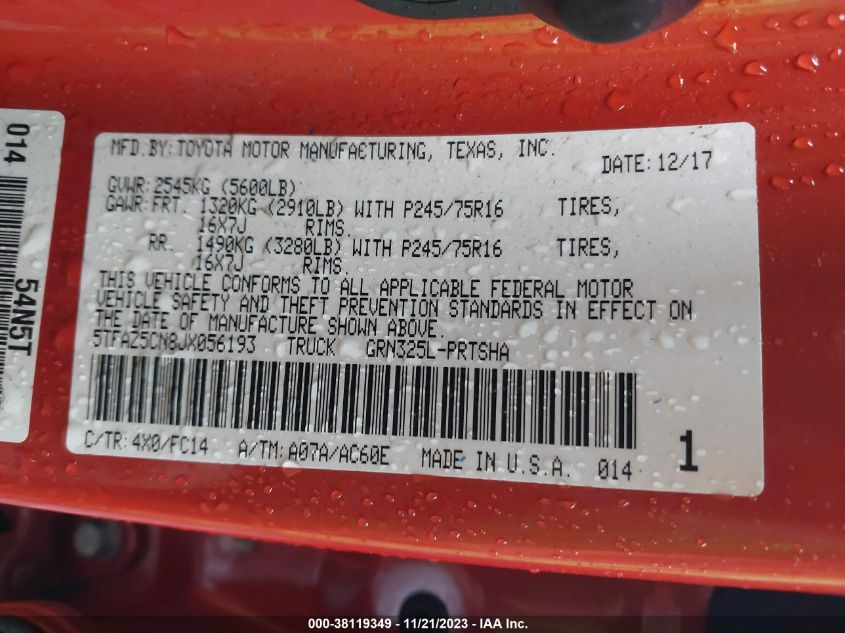 014
54N5T
MFD.BY:TOYOTA MOTOR MANUFACTURING, TEXAS, INC. DATE:12/17
GVWR:2545KG (5600LB)
GAWR:FRT. 1320KG (2910LB) WITH P245/75R16 TIRES,
16X7J RIMS.
RR. 1490KG (3280LB) WITH P245/75R16 TIRES,
16X7J RIMS.
THIS VEHICLE CONFORMS TO ALL APPLICABLE FEDERAL MOTOR
VEHICLE SAFETY AND THEFT PREVENTION STANDARDS IN EFFECT ON
THE DATE OF MANUFACTURE SHOWN ABOVE.
5TFAZ5CN8JX056193 TRUCK GRN325L-PRTSHA
C/TR:4X0/FC14 A/TM:A07A/AC60E MADE IN U.S.A. 014 1
000-38119349 - 11/21/2023 - IAA Inc.